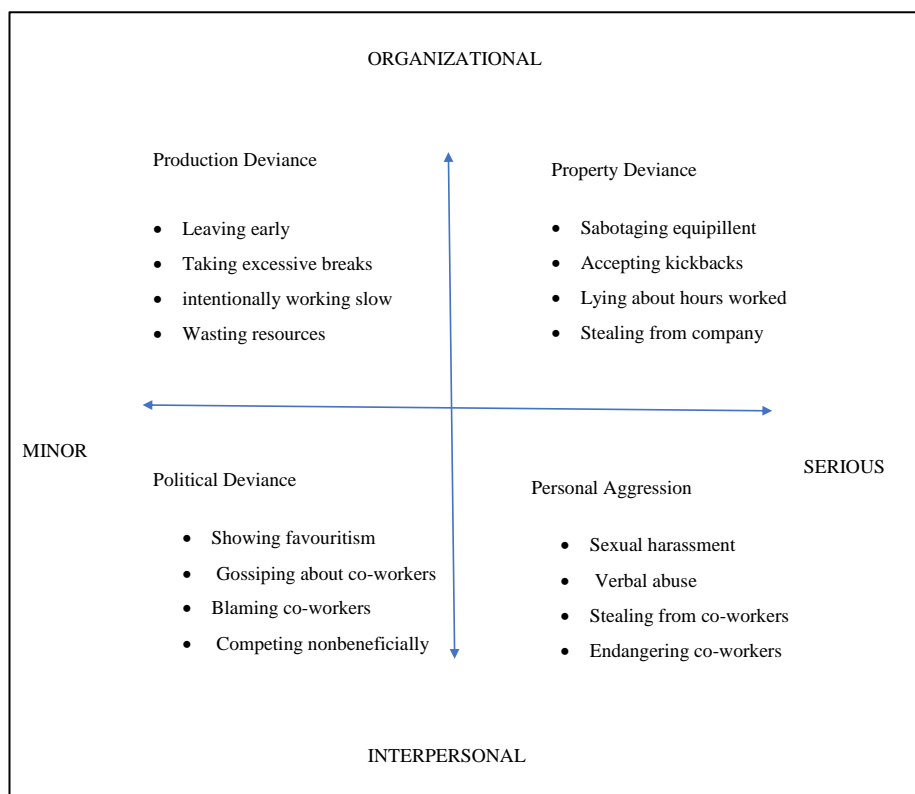 ORGANIZATIONAL
Production Deviance
• Leaving early
• Taking excessive breaks
• intentionally working slow
• Wasting resources
Property Deviance
• Sabotaging equipillent
• Accepting kickbacks
• Lying about hours worked
• Stealing from company
MINOR
SERIOUS
Political Deviance
• Showing favouritism
• Gossiping about co-workers
• Blaming co-workers
• Competing nonbeneficially
Personal Aggression
• Sexual harassment
• Verbal abuse
• Stealing from co-workers
• Endangering co-workers
INTERPERSONAL